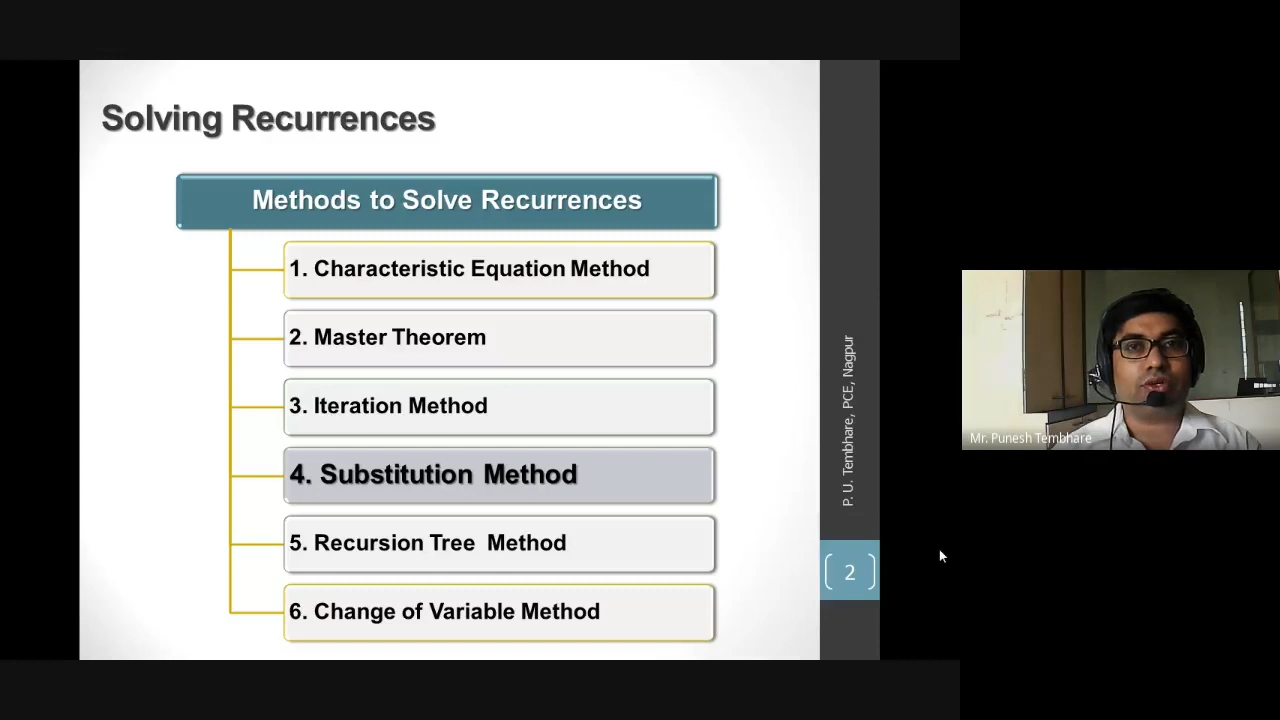 Solving Recurrences
Methods to Solve Recurrences
1. Characteristic Equation Method
2. Master Theorem
3. Iteration Method
4. Substitution Method
5. Recursion Tree Method
6. Change of Variable Method
P. U. Tembhare, PCE, Nagpur
2
Mr. Punesh Tembhare